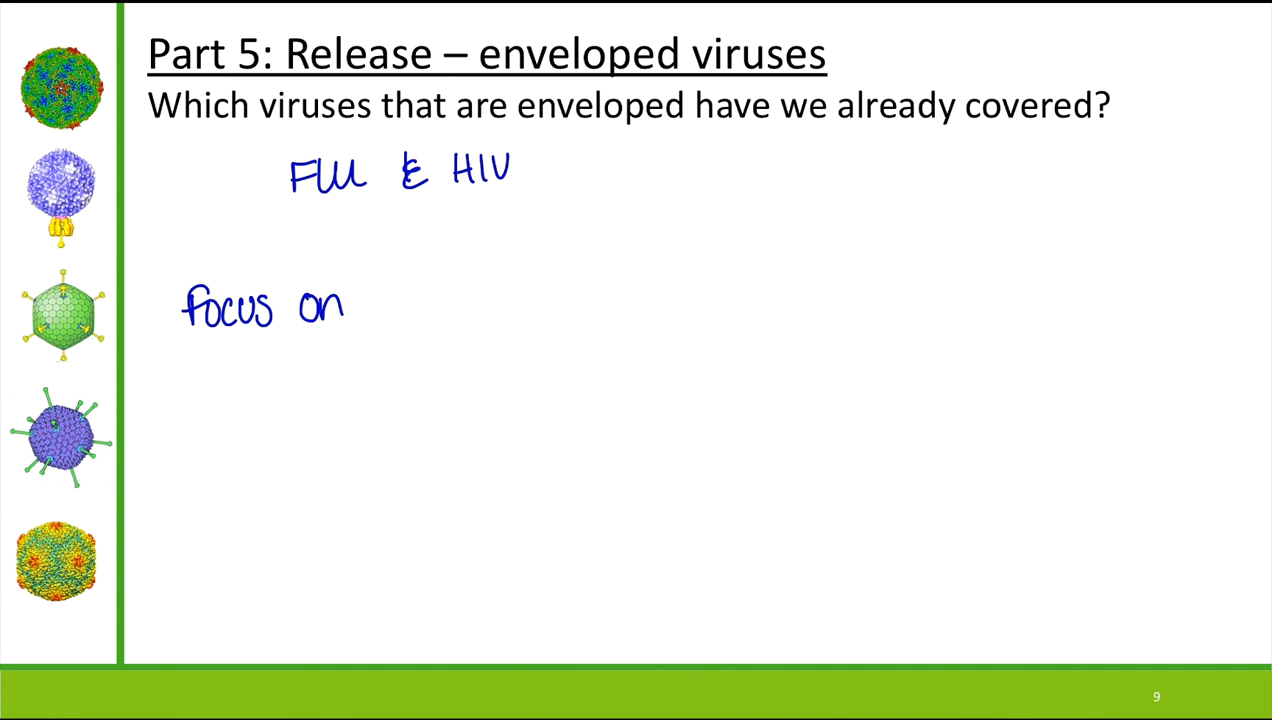 Part 5: Release – enveloped viruses
Which viruses that are enveloped have we already covered?
Flu & HIV
focus on
9